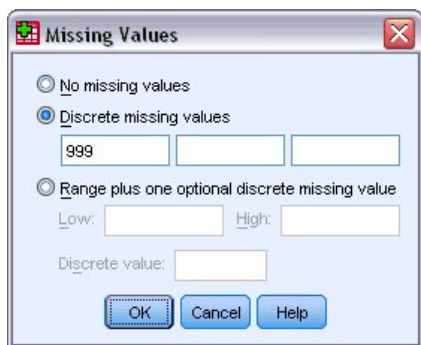 Missing Values
No missing values
Discrete missing values
999
Range plus one optional discrete missing value
Low: High:
Discrete value:
OK Cancel Help